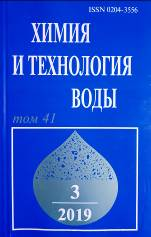 ISSN 0204-3556
ХИМИЯ
И ТЕХНОЛОГИЯ
ВОДЫ
том 41
3
2019